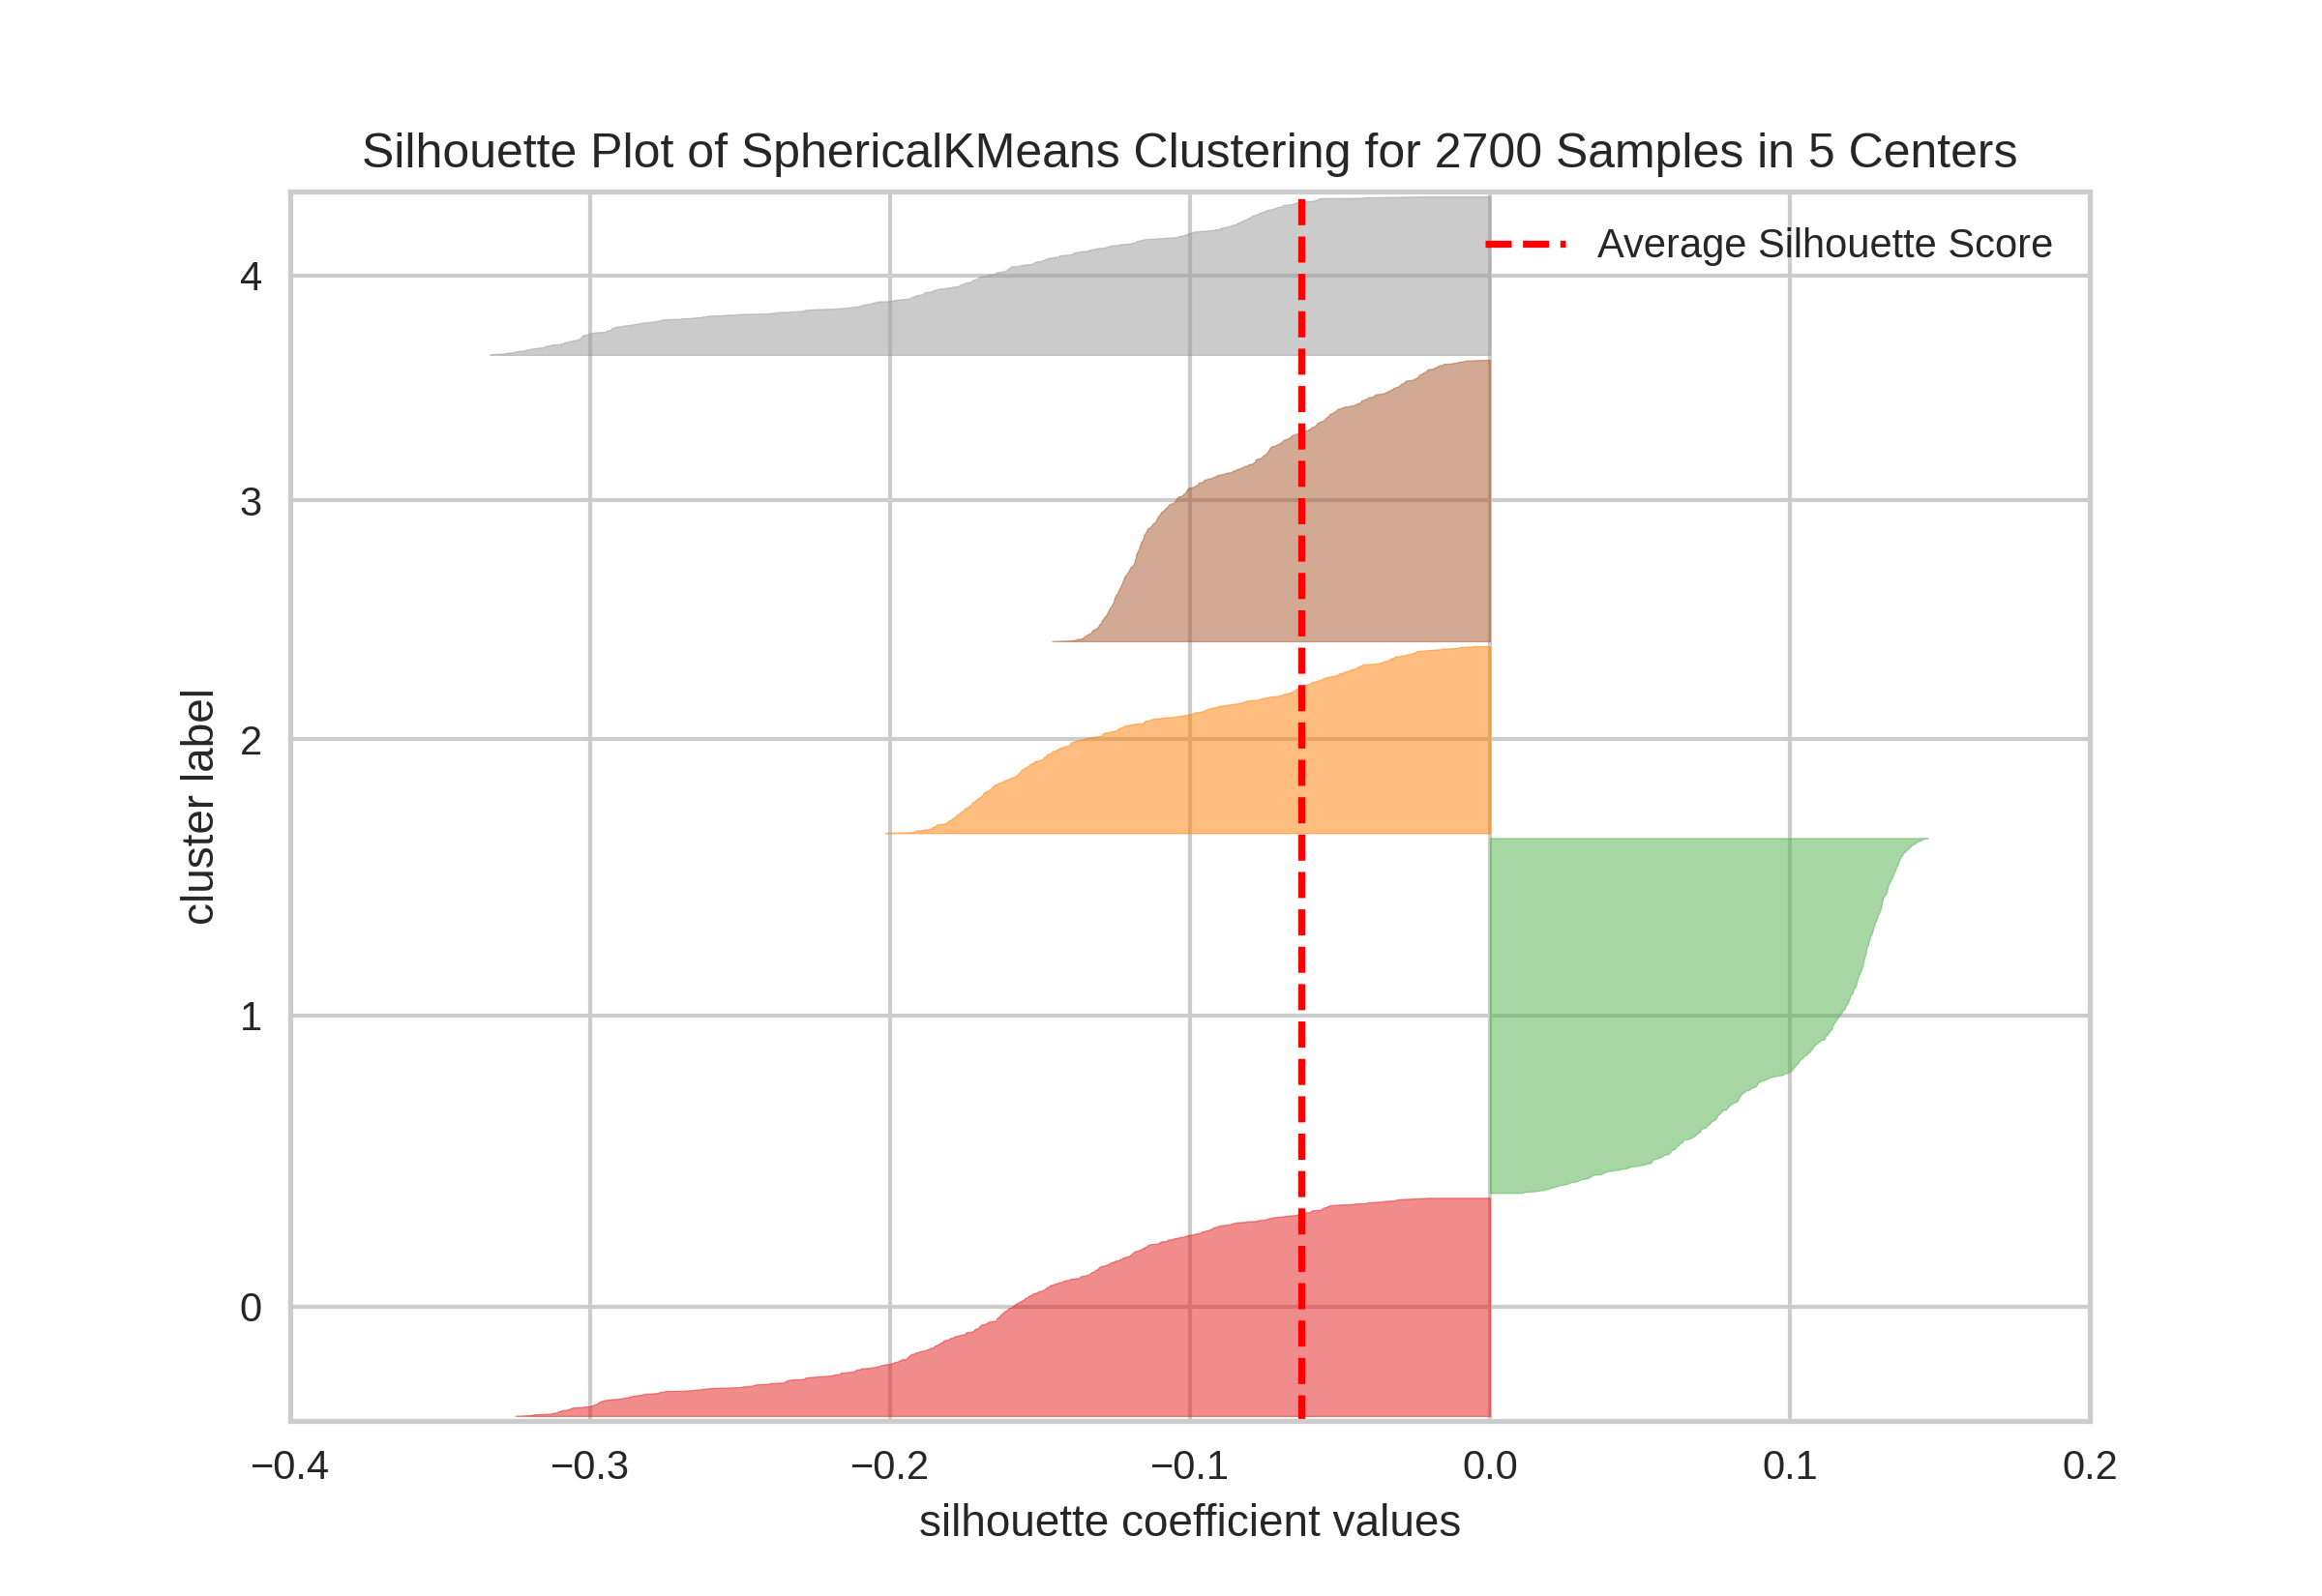 Silhouette Plot of SphericalKMeans Clustering for 2700 Samples in 5 Centers
Average Silhouette Score
4
3
2
1
0
cluster label
−0.4 −0.3 −0.2 −0.1 0.0 0.1 0.2
silhouette coefficient values